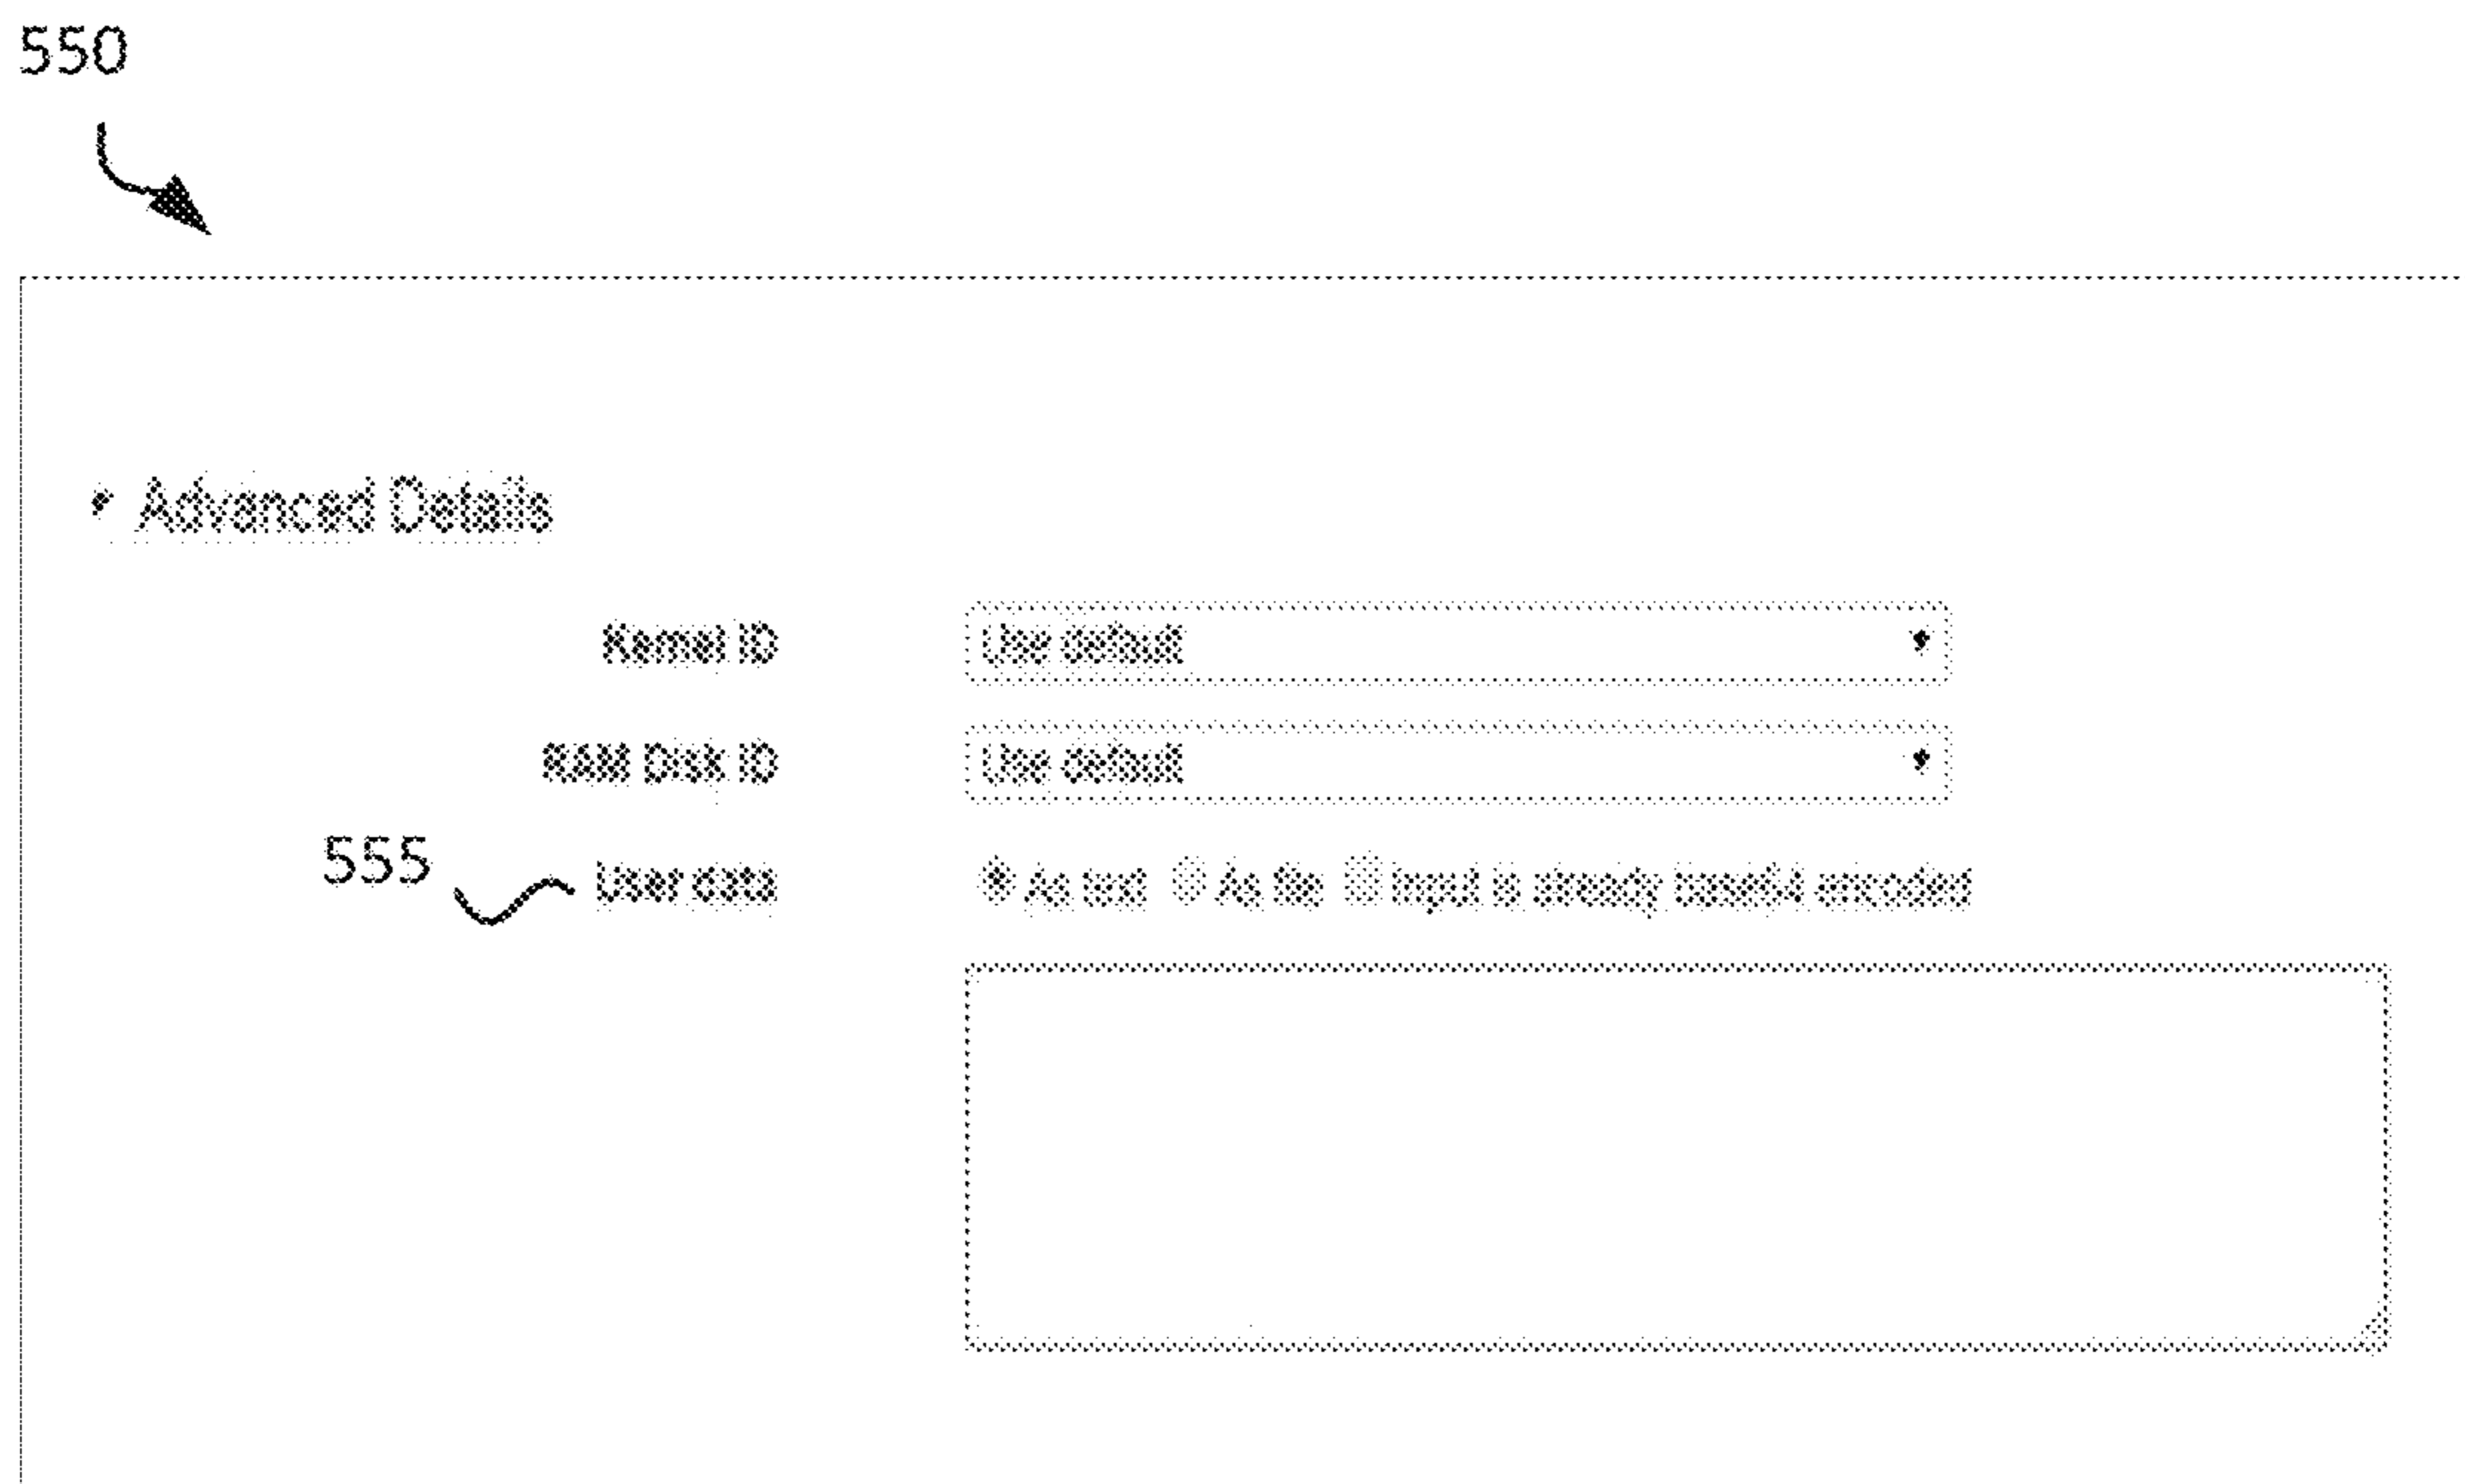 550
Advanced Details
Kernel ID Use default
RAM Disk ID Use default
555 User data As text As file Input is already base64 encoded